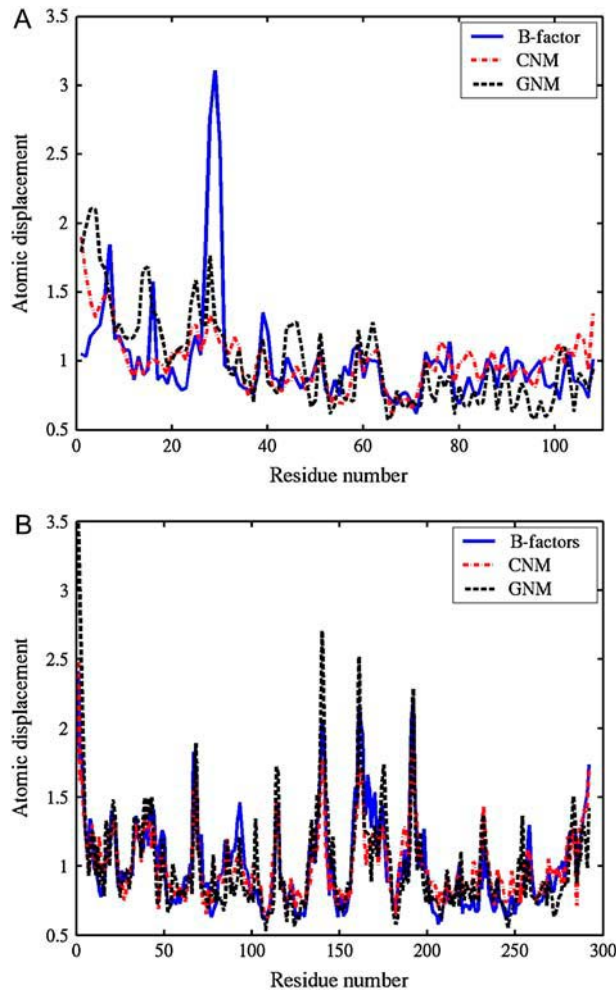 A
3.5
3
2.5
2
1.5
1
0.5
Atomic displacement
B-factor
CNM
GNM
0 20 40 60 80 100
Residue number
B
3.5
3
2.5
2
1.5
1
0.5
Atomic displacement
B-factors
CNM
GNM
0 50 100 150 200 250 300
Residue number